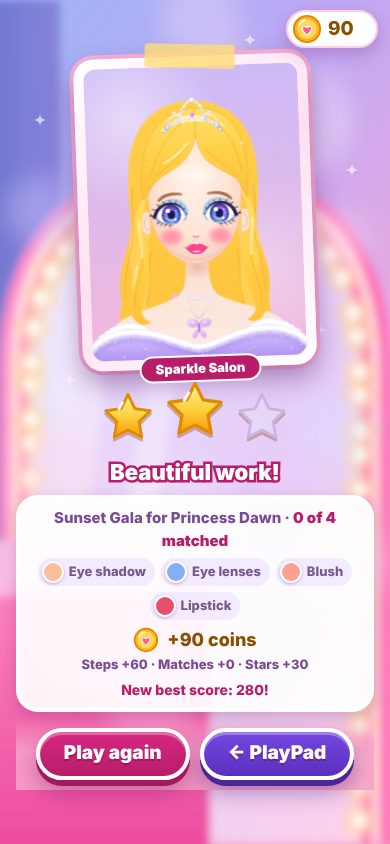 90
Sparkle Salon
Beautiful work!
Sunset Gala for Princess Dawn · 0 of 4
matched
Eye shadow
Eye lenses
Blush
Lipstick
+90 coins
Steps +60 · Matches +0 · Stars +30
New best score: 280!
Play again
← PlayPad